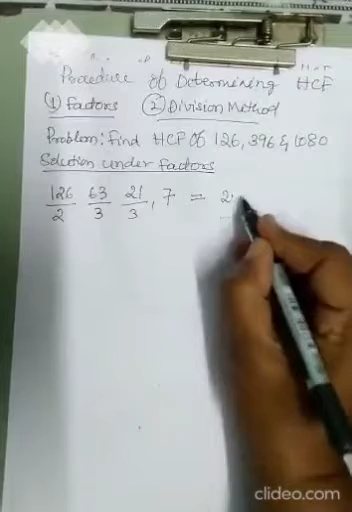 Procedure of Determining HCF
(1) Factors (2) Division Method
Problem: Find HCF of 126, 396 & 1080
Solution under factors
126/2 63/3 21/3, 7 = 2
clideo.com